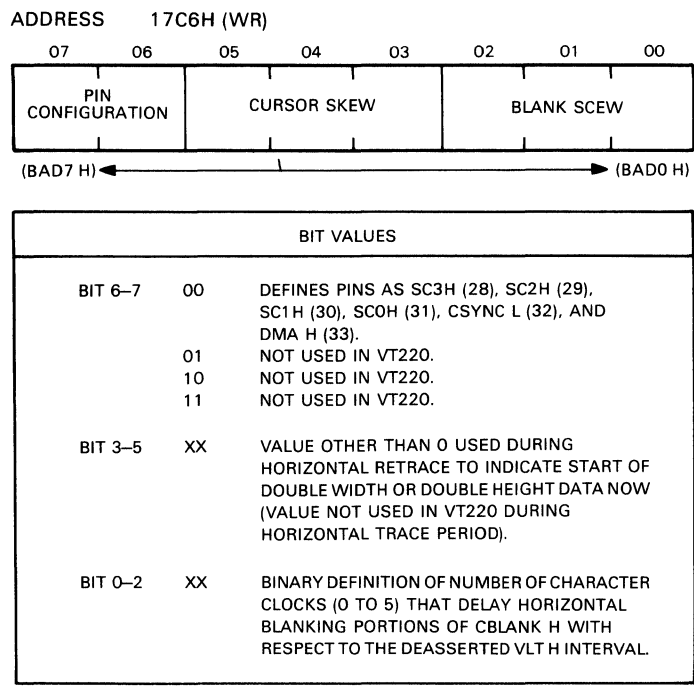 ADDRESS 17C6H (WR)
07 06 05 04 03 02 01 00
PIN
CONFIGURATION
CURSOR SKEW
BLANK SCEW
(BAD7 H) (BAD0 H)
BIT VALUES
BIT 6–7 00 DEFINES PINS AS SC3H (28), SC2H (29),
SC1H (30), SC0H (31), CSYNC L (32), AND
DMA H (33).
01 NOT USED IN VT220.
10 NOT USED IN VT220.
11 NOT USED IN VT220.
BIT 3–5 XX VALUE OTHER THAN 0 USED DURING
HORIZONTAL RETRACE TO INDICATE START OF
DOUBLE WIDTH OR DOUBLE HEIGHT DATA NOW
(VALUE NOT USED IN VT220 DURING
HORIZONTAL TRACE PERIOD).
BIT 0–2 XX BINARY DEFINITION OF NUMBER OF CHARACTER
CLOCKS (0 TO 5) THAT DELAY HORIZONTAL
BLANKING PORTIONS OF CBLANK H WITH
RESPECT TO THE DEASSERTED VLT H INTERVAL.